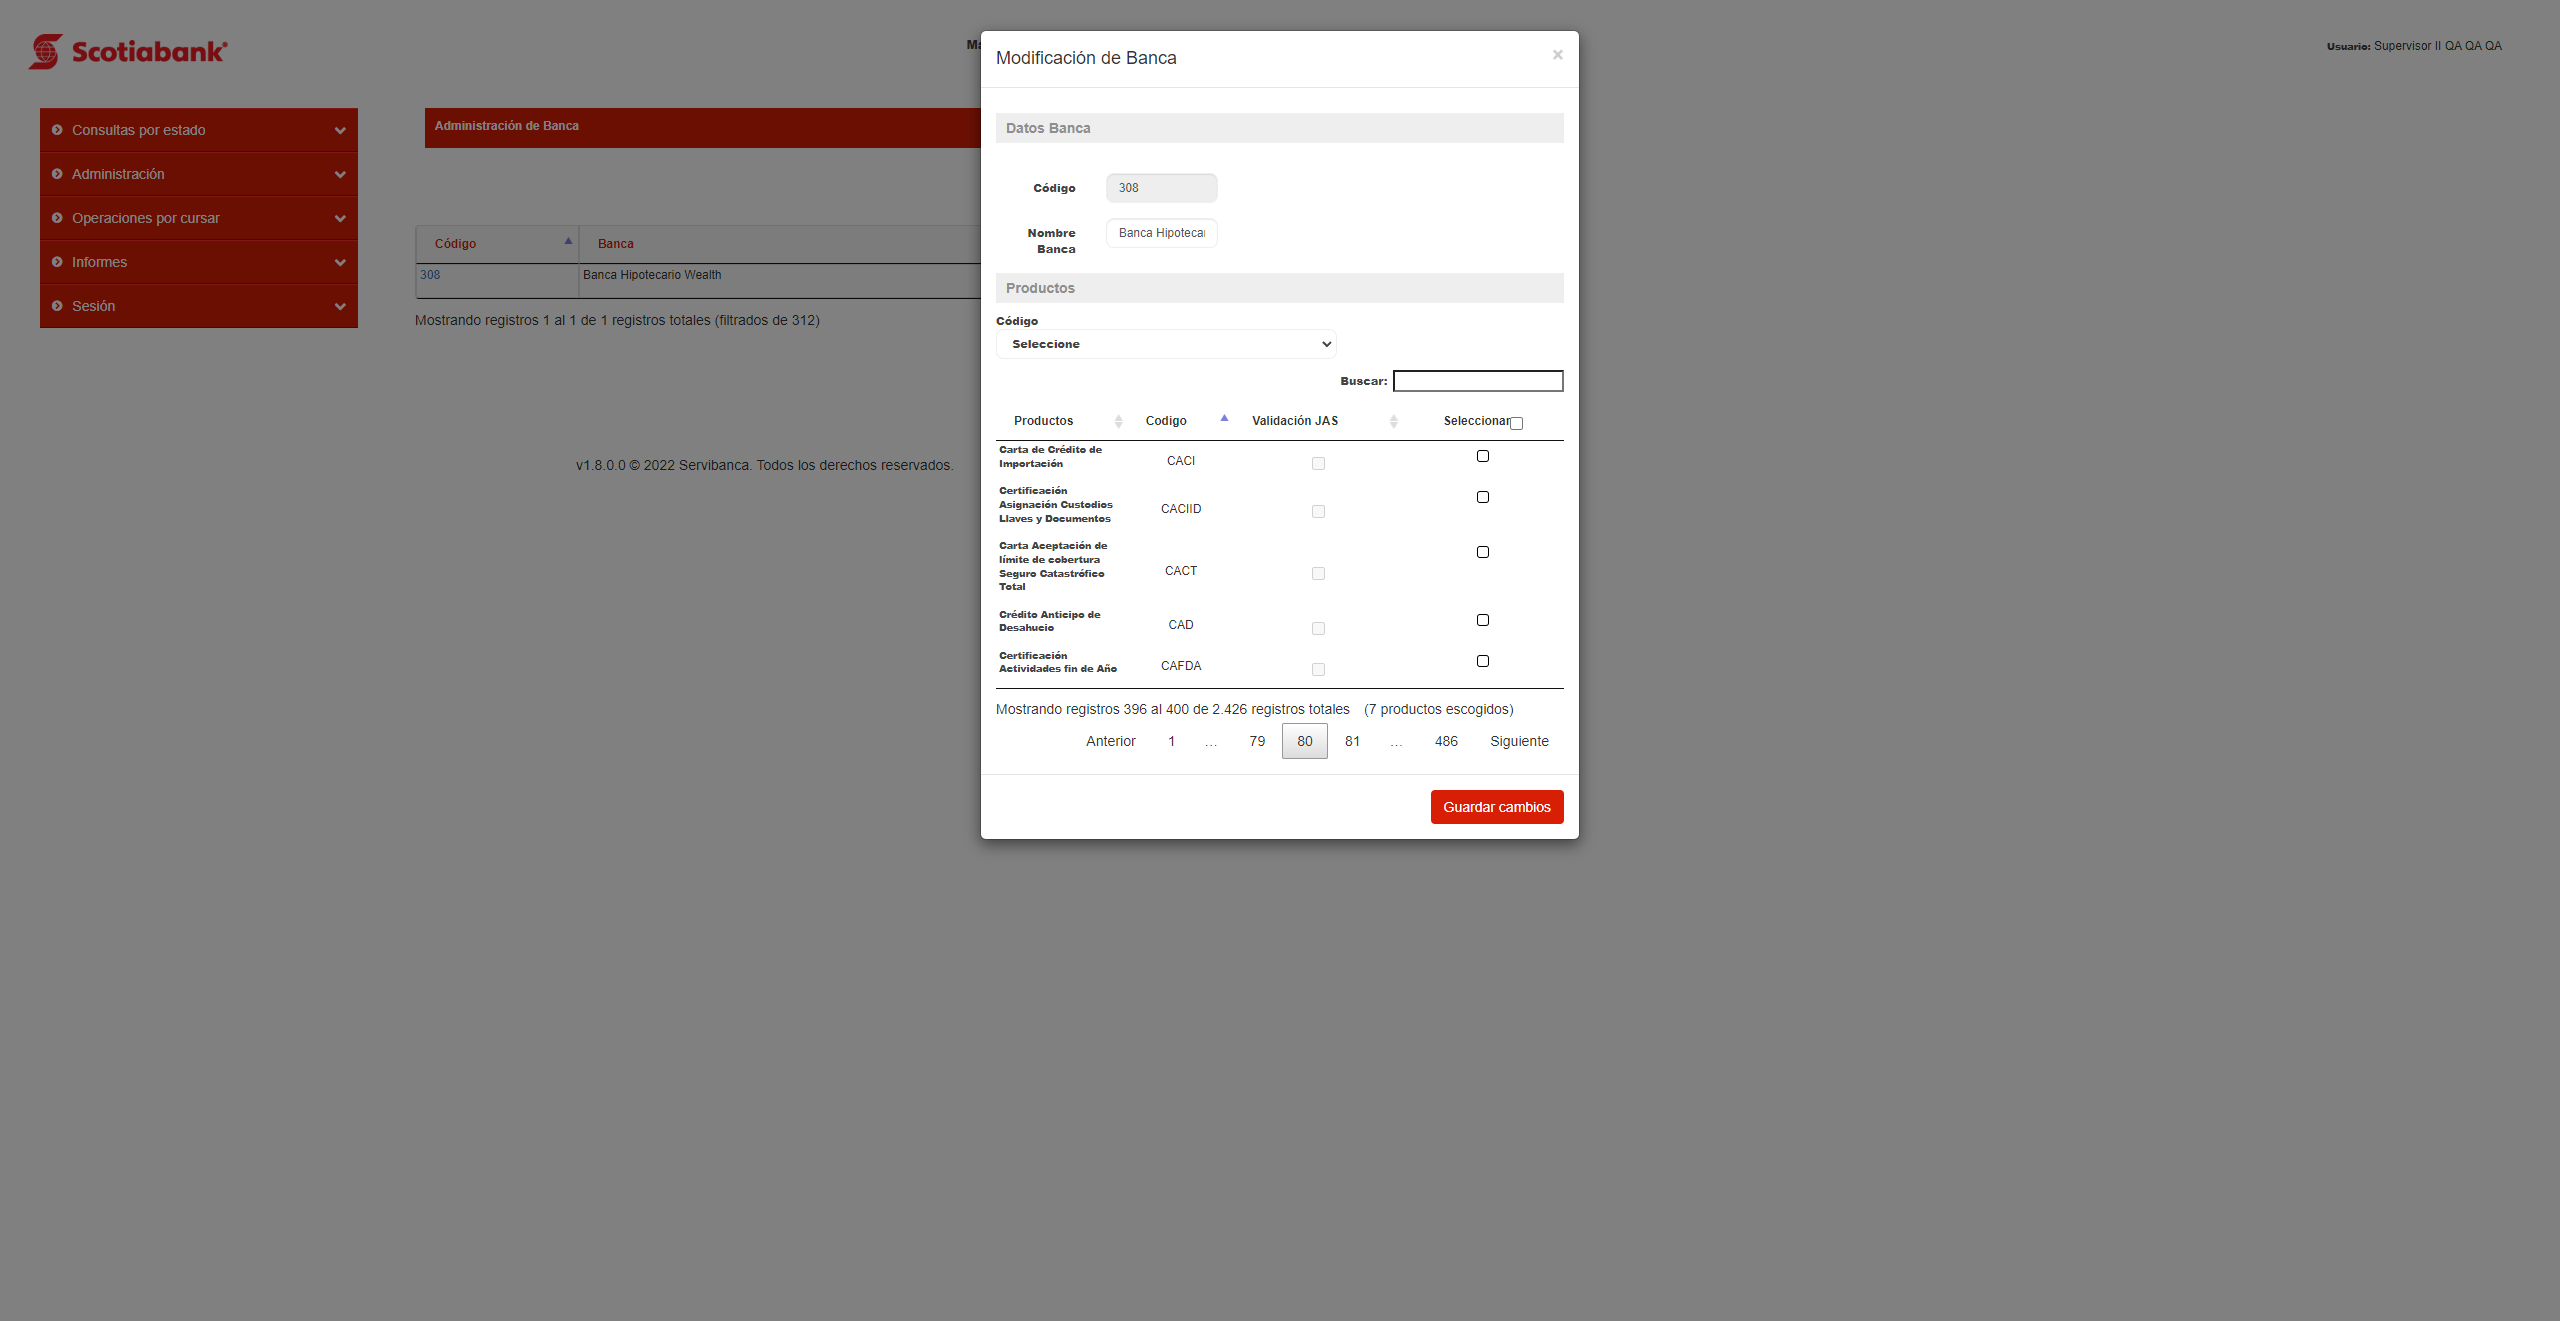 Scotiabank
Usuario: Supervisor II QA QA QA
Consultas por estado
Administración
Operaciones por cursar
Informes
Sesión
Administración de Banca
Código
Banca
308
Banca Hipotecario Wealth
Mostrando registros 1 al 1 de 1 registros totales (filtrados de 312)
v1.8.0.0 © 2022 Servibanca. Todos los derechos reservados.
Modificación de Banca
×
Datos Banca
Código
308
Nombre
Banca
Banca Hipotecar
Productos
Código
Seleccione
Buscar:
Productos
Codigo
Validación JAS
Seleccionar
Carta de Crédito de
Importación
CACI
Certificación
Asignación Custodios
Llaves y Documentos
CACIID
Carta Aceptación de
límite de cobertura
Seguro Catastrófico
Total
CACT
Crédito Anticipo de
Desahucio
CAD
Certificación
Actividades fin de Año
CAFDA
Mostrando registros 396 al 400 de 2.426 registros totales (7 productos escogidos)
Anterior 1 … 79 80 81 … 486 Siguiente
Guardar cambios